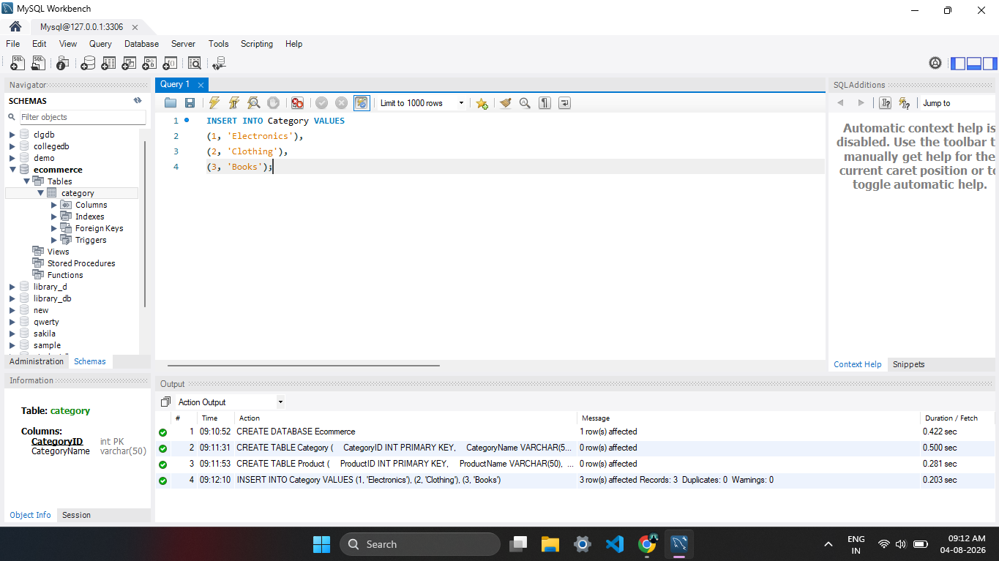 MySQL Workbench
Mysql@127.0.0.1:3306
File Edit View Query Database Server Tools Scripting Help
Navigator
SCHEMAS
Filter objects
clgdb
collegedb
demo
ecommerce
Tables
category
Columns
Indexes
Foreign Keys
Triggers
Views
Stored Procedures
Functions
library_d
library_db
new
qwerty
sakila
sample
Administration Schemas
Information
Table: category
Columns:
CategoryID int PK
CategoryName varchar(50)
Object Info Session
Query 1
Limit to 1000 rows
1 INSERT INTO Category VALUES
2 (1, 'Electronics'),
3 (2, 'Clothing'),
4 (3, 'Books');
SQLAdditions
Jump to
Automatic context help is
disabled. Use the toolbar t
manually get help for the
current caret position or to
toggle automatic help.
Context Help Snippets
Output
Action Output
# Time Action Message Duration / Fetch
1 09:10:52 CREATE DATABASE Ecommerce 1 row(s) affected 0.422 sec
2 09:11:31 CREATE TABLE Category ( CategoryID INT PRIMARY KEY, CategoryName VARCHAR(5... 0 row(s) affected 0.500 sec
3 09:11:53 CREATE TABLE Product ( ProductID INT PRIMARY KEY, ProductName VARCHAR(50), ... 0 row(s) affected 0.281 sec
4 09:12:10 INSERT INTO Category VALUES (1, 'Electronics'), (2, 'Clothing'), (3, 'Books') 3 row(s) affected Records: 3 Duplicates: 0 Warnings: 0 0.203 sec
Search
ENG
IN
09:12 AM
04-08-2026